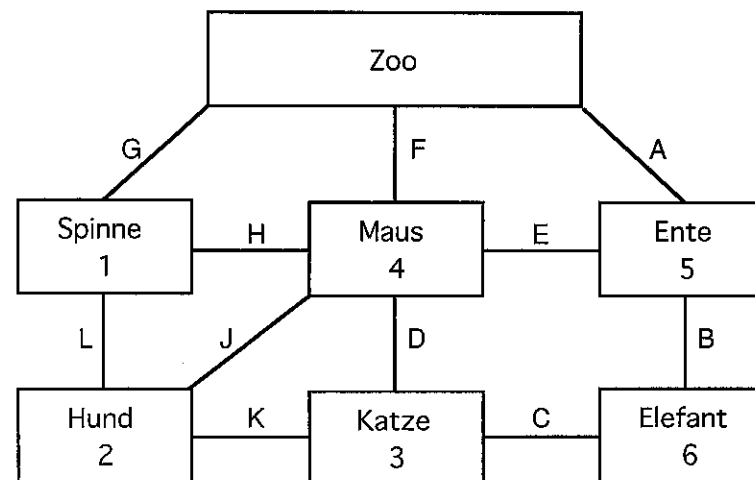 Zoo
G
F
A
Spinne
1
H
Maus
4
E
Ente
5
L
J
D
B
Hund
2
K
Katze
3
C
Elefant
6